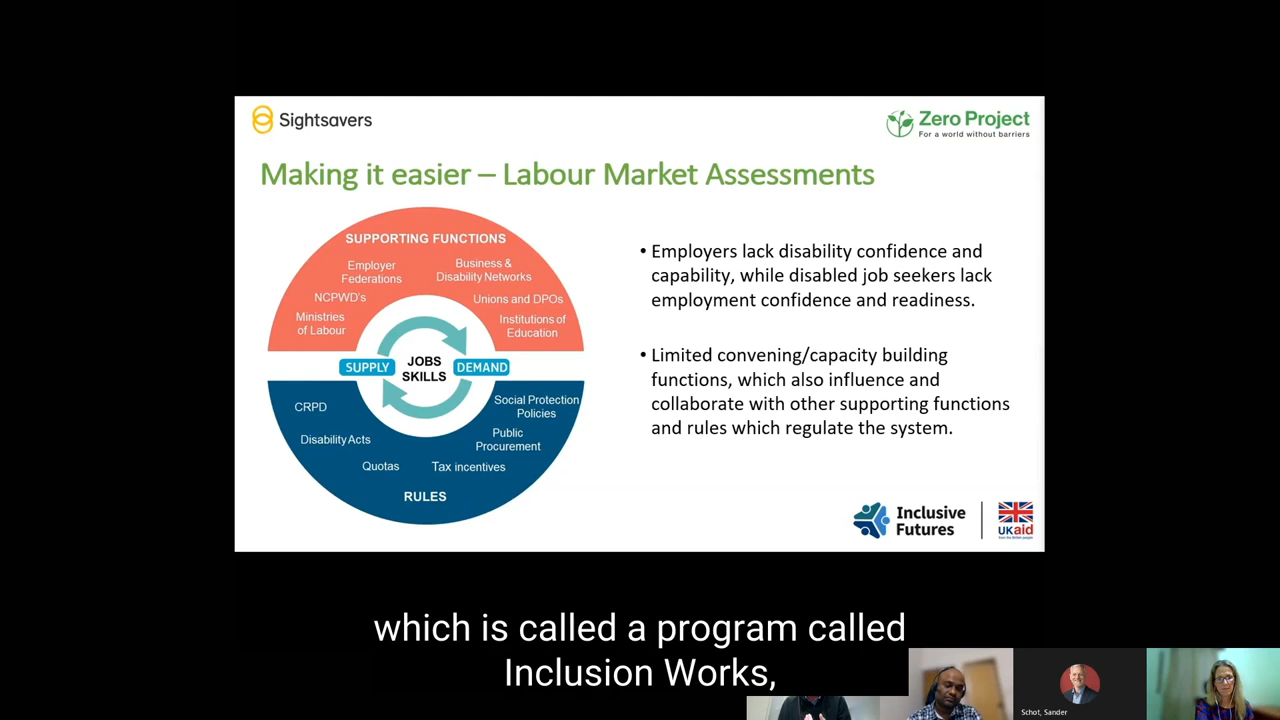 Sightsavers
Zero Project
For a world without barriers
Making it easier – Labour Market Assessments
SUPPORTING FUNCTIONS
Employer
Federations
Business &
Disability Networks
NCPWD's
Unions and DPOs
Ministries
of Labour
Institutions of
Education
SUPPLY
JOBS
SKILLS
DEMAND
CRPD
Social Protection
Policies
Disability Acts
Public
Procurement
Quotas
Tax incentives
RULES
• Employers lack disability confidence and
capability, while disabled job seekers lack
employment confidence and readiness.
• Limited convening/capacity building
functions, which also influence and
collaborate with other supporting functions
and rules which regulate the system.
Inclusive
Futures
UKaid
from the British people
which is called a program called
Inclusion Works,
Schot, Sander